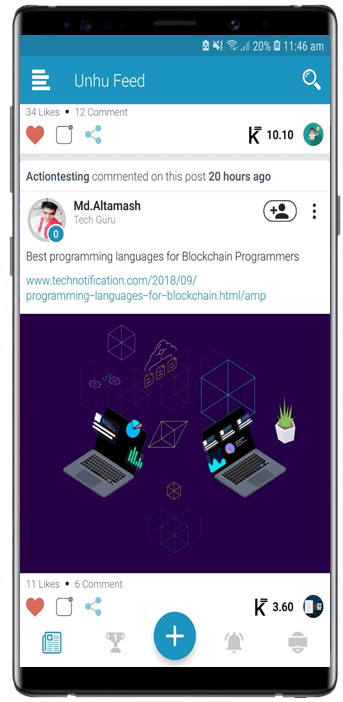 20% 11:46 am
Unhu Feed
34 Likes • 12 Comment
10.10
Actiontesting commented on this post 20 hours ago
Md.Altamash
Tech Guru
0
Best programming languages for Blockchain Programmers
www.technotification.com/2018/09/
programming-languages-for-blockchain.html/amp
11 Likes • 6 Comment
3.60